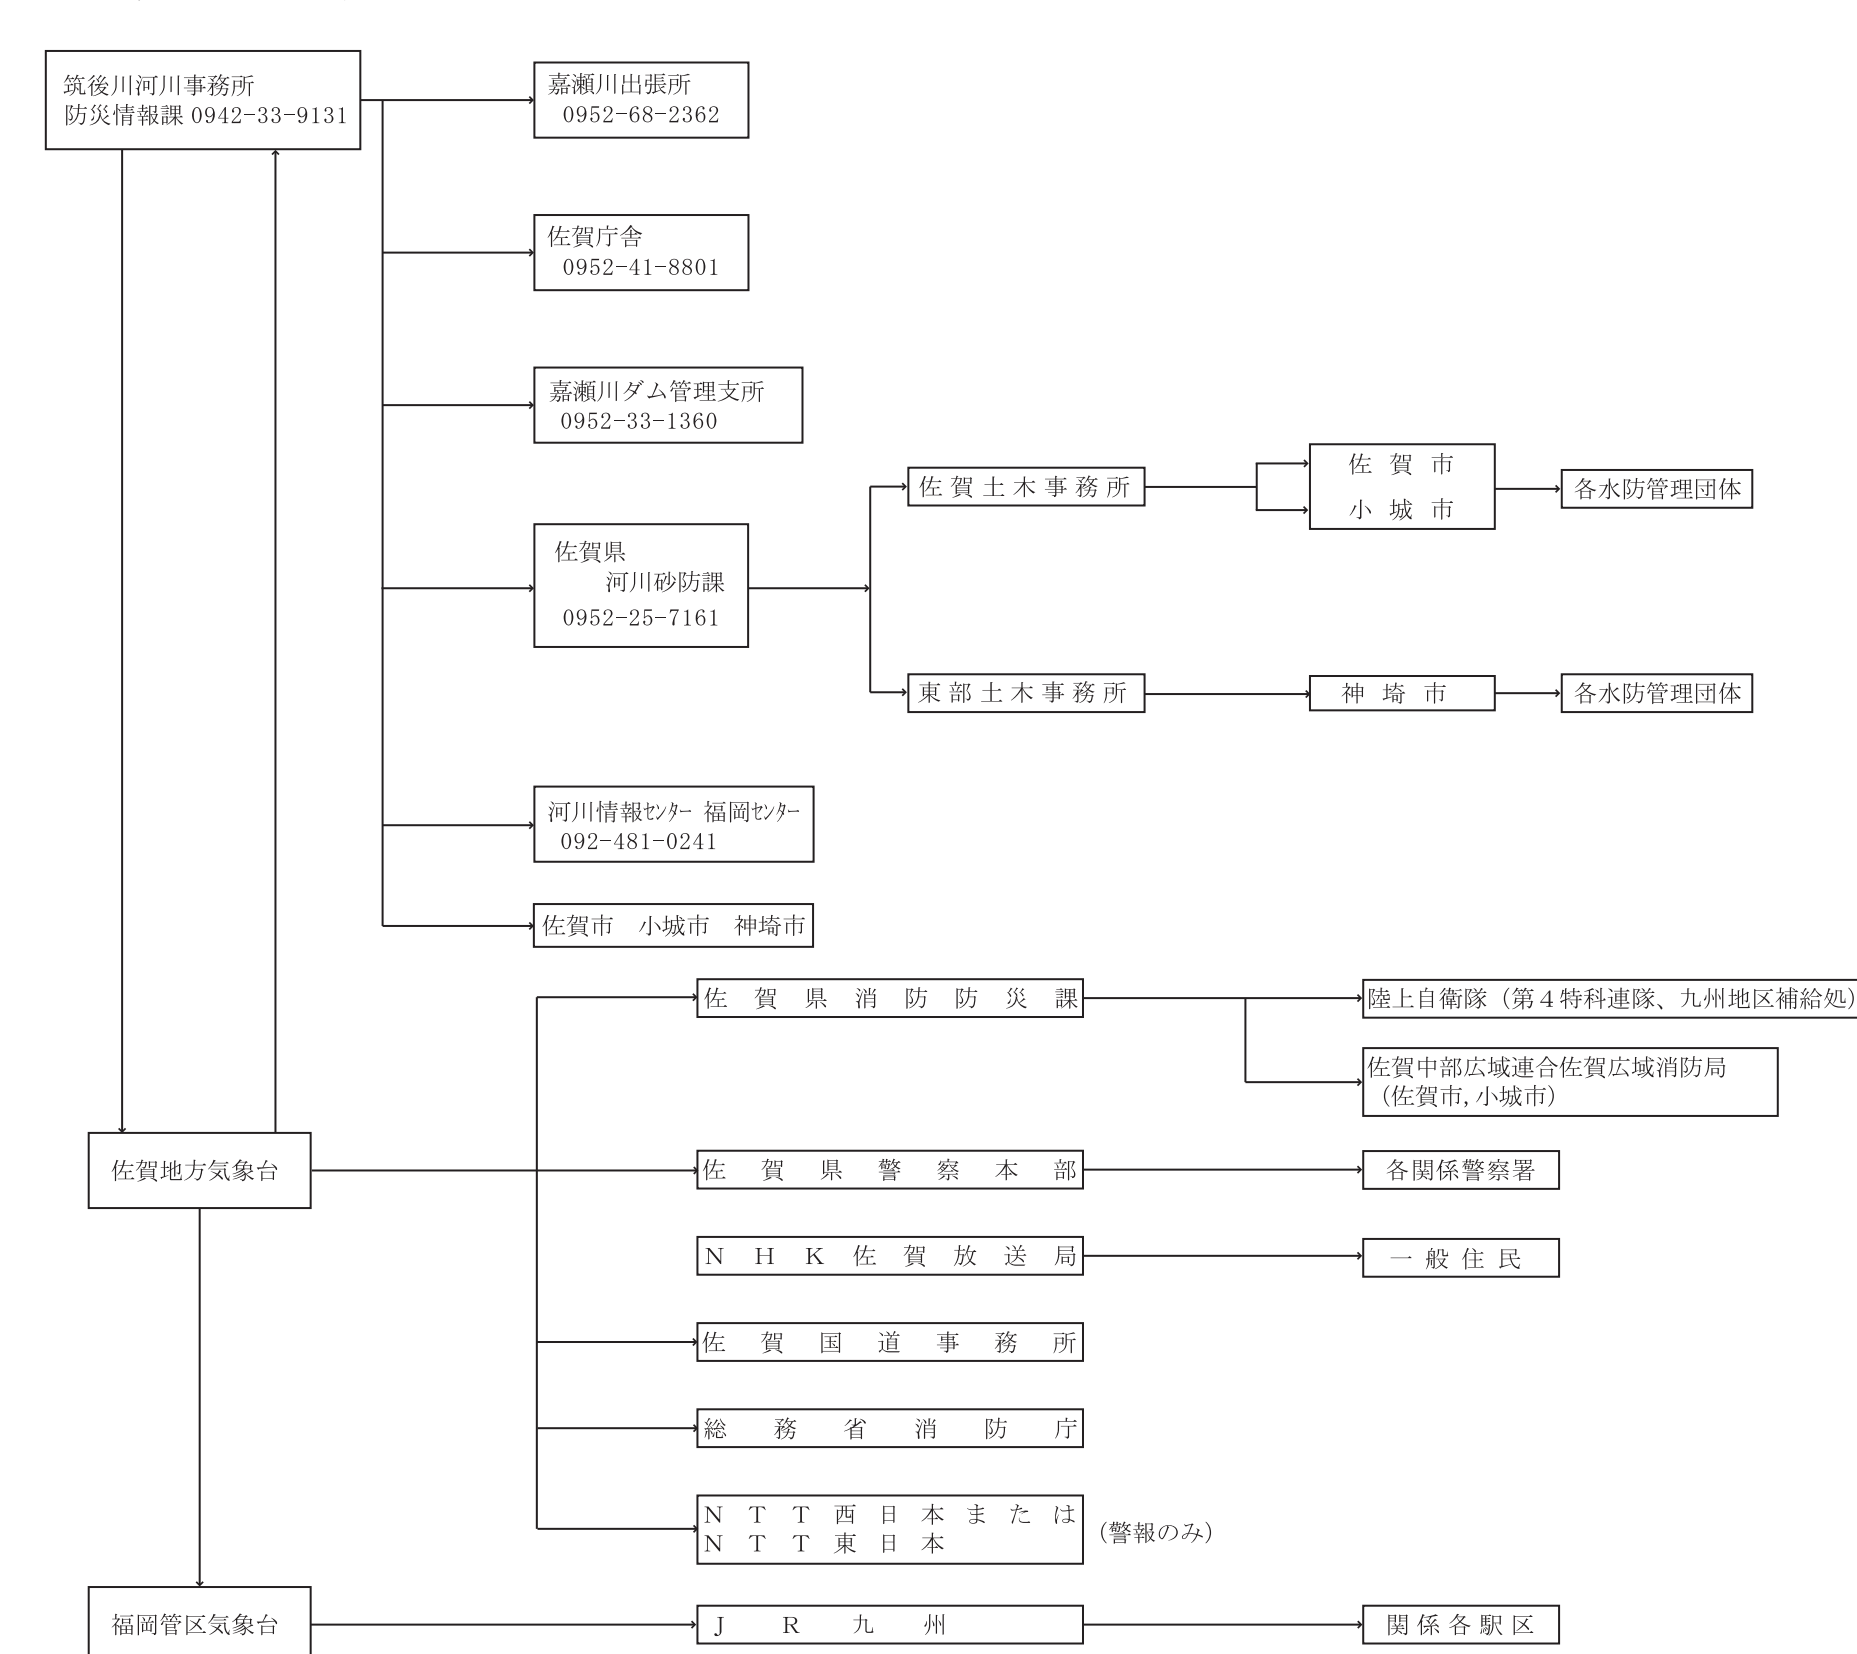 筑後川河川事務所
防災情報課 0942-33-9131
嘉瀬川出張所
0952-68-2362
佐賀庁舎
0952-41-8801
嘉瀬川ダム管理支所
0952-33-1360
佐賀県
河川砂防課
0952-25-7161
佐賀土木事務所
佐賀市
小城市
各水防管理団体
東部土木事務所
神埼市
各水防管理団体
河川情報ｾﾝﾀｰ 福岡ｾﾝﾀｰ
092-481-0241
佐賀市　小城市　神埼市
佐賀県消防防災課
陸上自衛隊（第４特科連隊、九州地区補給処）
佐賀中部広域連合佐賀広域消防局
（佐賀市,小城市）
佐賀地方気象台
佐賀県警察本部
各関係警察署
ＮＨＫ佐賀放送局
一般住民
佐賀国道事務所
総務省消防庁
ＮＴＴ西日本または
ＮＴＴ東日本
（警報のみ）
福岡管区気象台
ＪＲ九州
関係各駅区